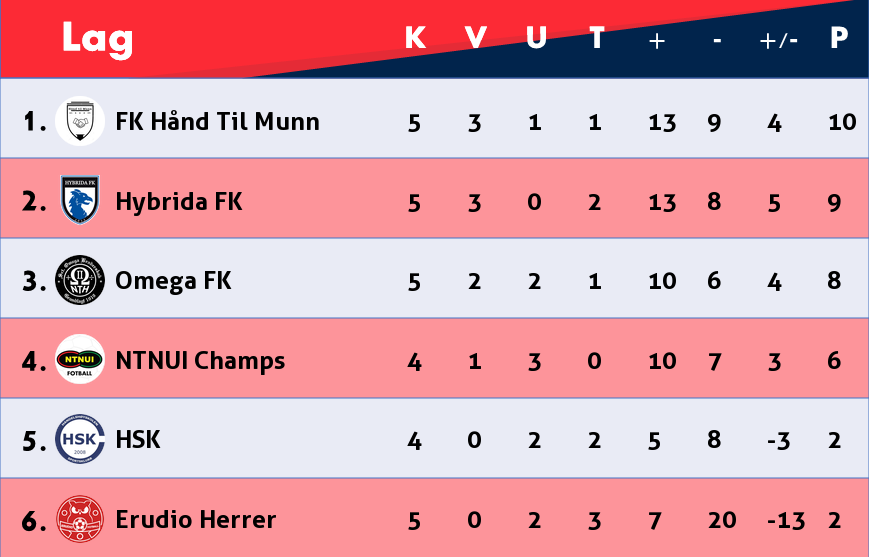 Lag K V U T + - +/- P
1. FK Hånd Til Munn 5 3 1 1 13 9 4 10
HYBRIDA FK
2. Hybrida FK 5 3 0 2 13 8 5 9
3. Omega FK 5 2 2 1 10 6 4 8
NTH
NTNUI
FOTBALL
4. NTNUI Champs 4 1 3 0 10 7 3 6
HSK
5. HSK 4 0 2 2 5 8 -3 2
6. Erudio Herrer 5 0 2 3 7 20 -13 2